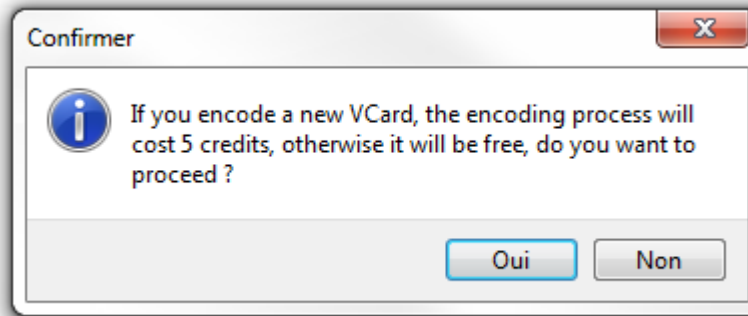 Confirmer
If you encode a new VCard, the encoding process will
cost 5 credits, otherwise it will be free, do you want to
proceed ?
Oui
Non